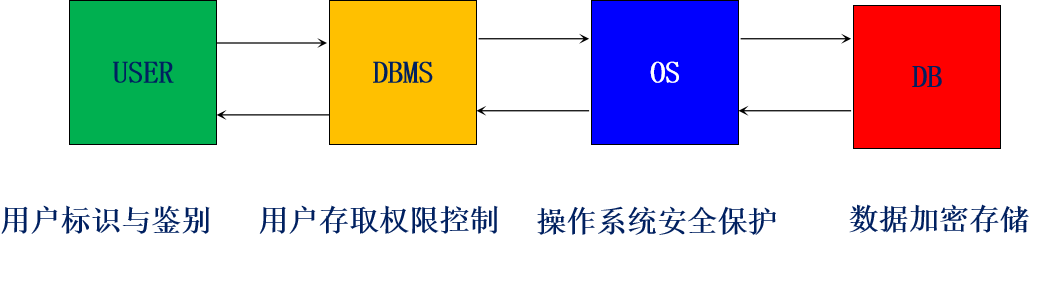 USER
DBMS
OS
DB
用户标识与鉴别
用户存取权限控制
操作系统安全保护
数据加密存储